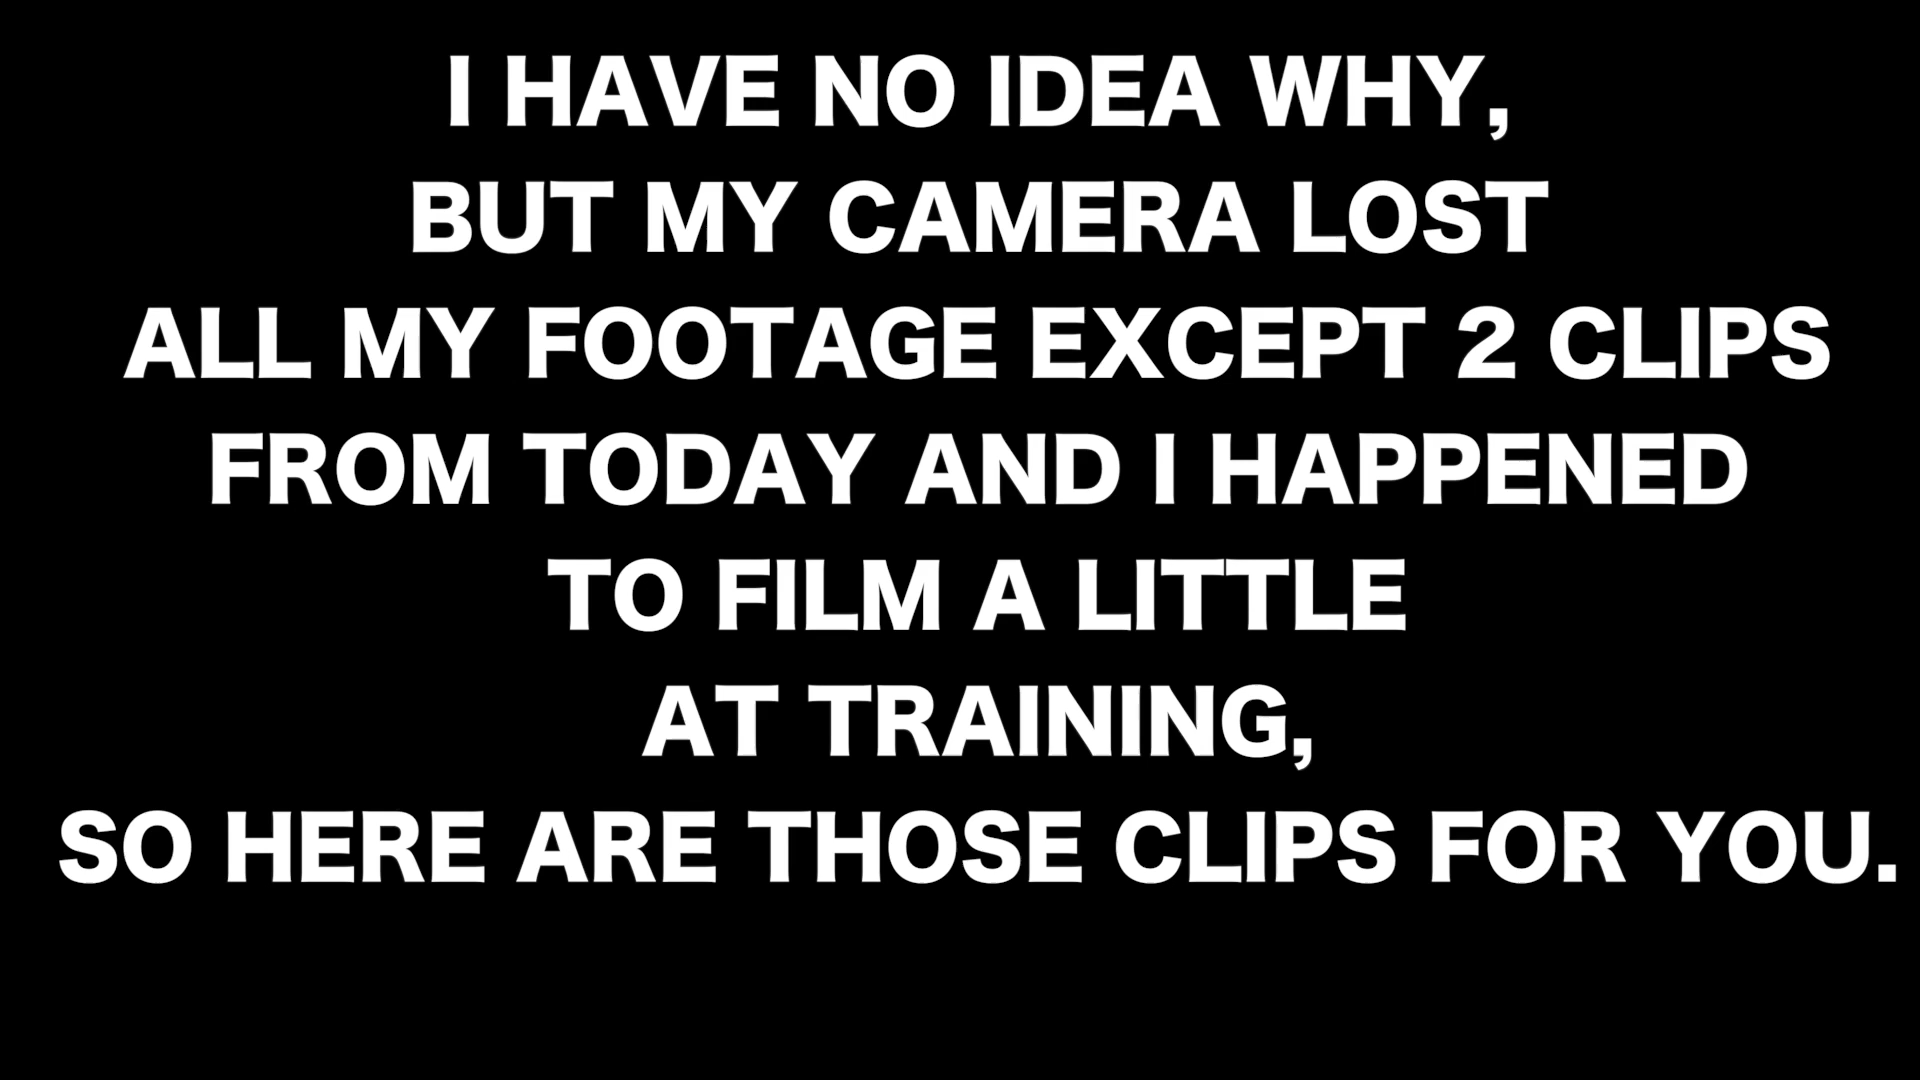 I HAVE NO IDEA WHY,
BUT MY CAMERA LOST
ALL MY FOOTAGE EXCEPT 2 CLIPS
FROM TODAY AND I HAPPENED
TO FILM A LITTLE
AT TRAINING,
SO HERE ARE THOSE CLIPS FOR YOU.